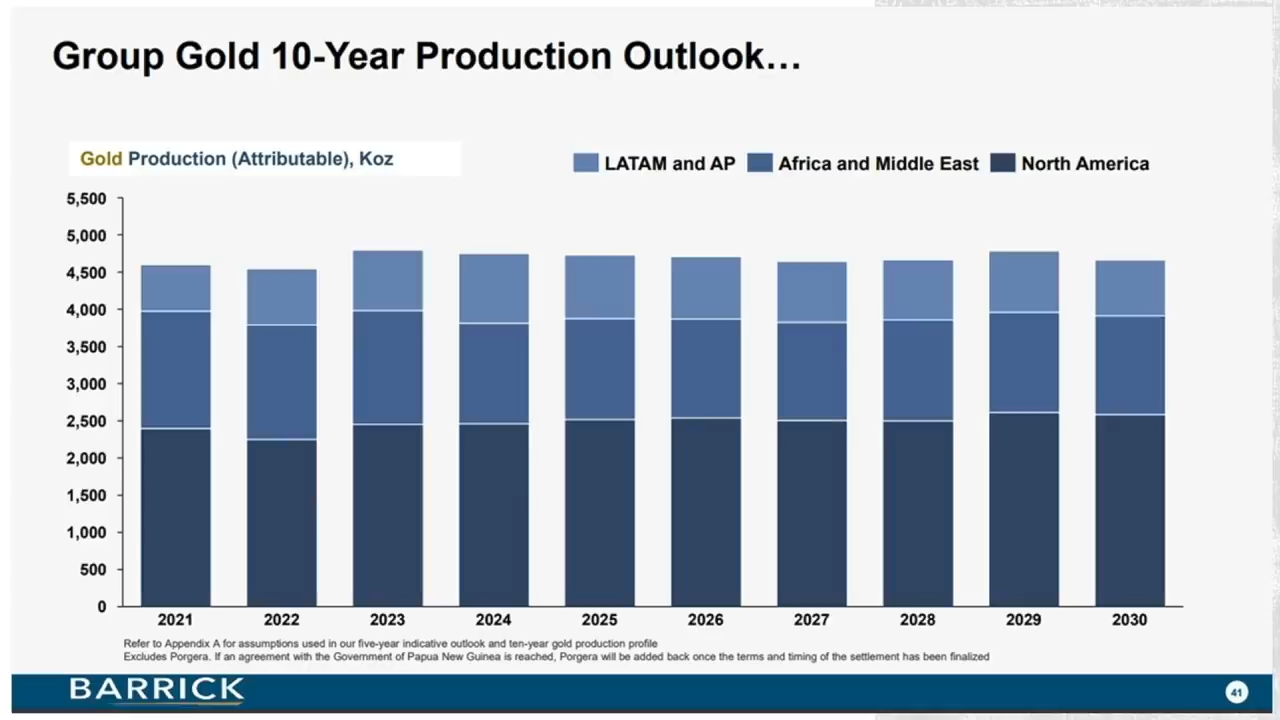 Group Gold 10-Year Production Outlook…
Gold Production (Attributable), Koz
LATAM and AP
Africa and Middle East
North America
5,500
5,000
4,500
4,000
3,500
3,000
2,500
2,000
1,500
1,000
500
0
2021 2022 2023 2024 2025 2026 2027 2028 2029 2030
Refer to Appendix A for assumptions used in our five-year indicative outlook and ten-year gold production profile
Excludes Porgera. If an agreement with the Government of Papua New Guinea is reached, Porgera will be added back once the terms and timing of the settlement has been finalized
BARRICK
41